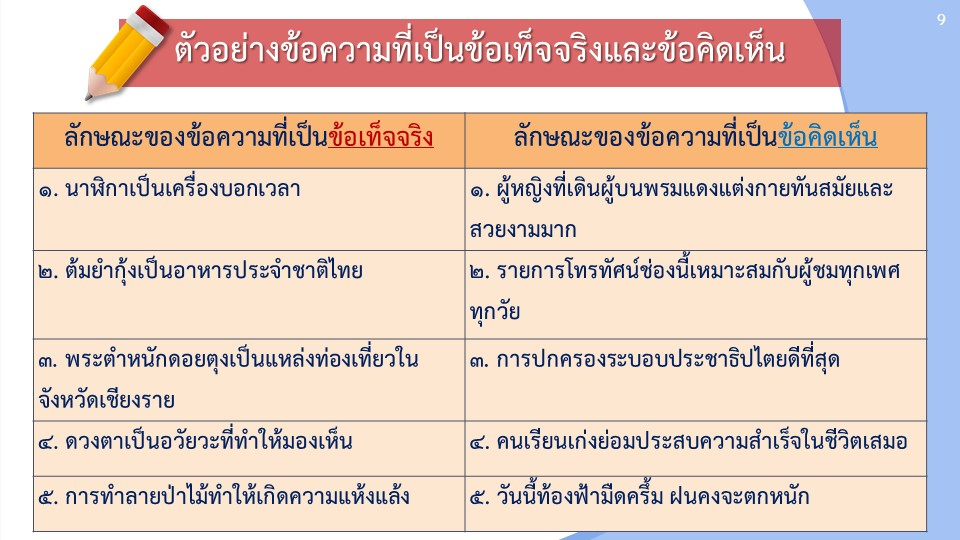 9
ตัวอย่างข้อความที่เป็นข้อเท็จจริงและข้อคิดเห็น
ลักษณะของข้อความที่เป็นข้อเท็จจริง
ลักษณะของข้อความที่เป็นข้อคิดเห็น
๑. นาฬิกาเป็นเครื่องบอกเวลา
๑. ผู้หญิงที่เดินผู้บนพรมแดงแต่งกายทันสมัยและ
สวยงามมาก
๒. ต้มยำกุ้งเป็นอาหารประจำชาติไทย
๒. รายการโทรทัศน์ช่องนี้เหมาะสมกับผู้ชมทุกเพศ
ทุกวัย
๓. พระตำหนักดอยตุงเป็นแหล่งท่องเที่ยวใน
จังหวัดเชียงราย
๓. การปกครองระบอบประชาธิปไตยดีที่สุด
๔. ดวงตาเป็นอวัยวะที่ทำให้มองเห็น
๔. คนเรียนเก่งย่อมประสบความสำเร็จในชีวิตเสมอ
๕. การทำลายป่าไม้ทำให้เกิดความแห้งแล้ง
๕. วันนี้ท้องฟ้ามืดครึ้ม ฝนคงจะตกหนัก